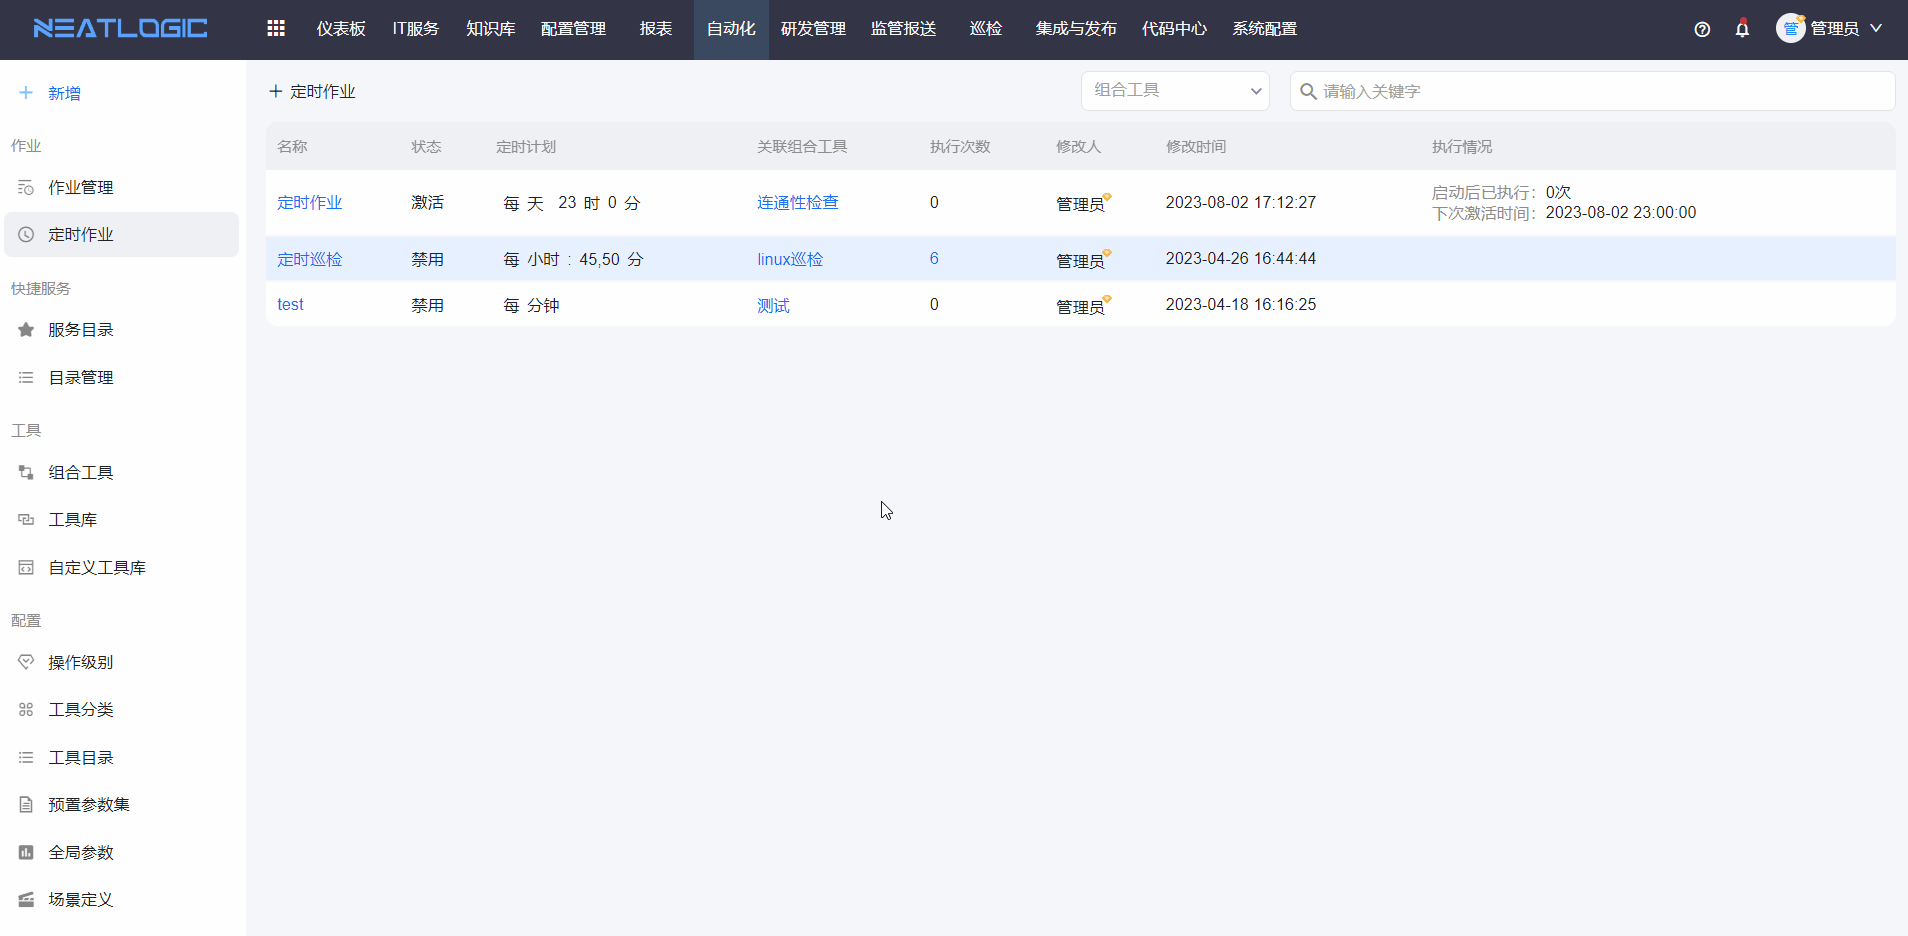 NEATLOGIC 仪表板 IT服务 知识库 配置管理 报表 自动化 研发管理 监管报送 巡检 集成与发布 代码中心 系统配置 管 管理员
新增
作业
作业管理
定时作业
快捷服务
服务目录
目录管理
工具
组合工具
工具库
自定义工具库
配置
操作级别
工具分类
工具目录
预置参数集
全局参数
场景定义
定时作业 组合工具 请输入关键字
名称 状态 定时计划 关联组合工具 执行次数 修改人 修改时间 执行情况
定时作业 激活 每 天 23 时 0 分 连通性检查 0 管理员 2023-08-02 17:12:27 启动后已执行：0次
下次激活时间：2023-08-02 23:00:00
定时巡检 禁用 每 小时 : 45,50 分 linux巡检 6 管理员 2023-04-26 16:44:44
test 禁用 每 分钟 测试 0 管理员 2023-04-18 16:16:25